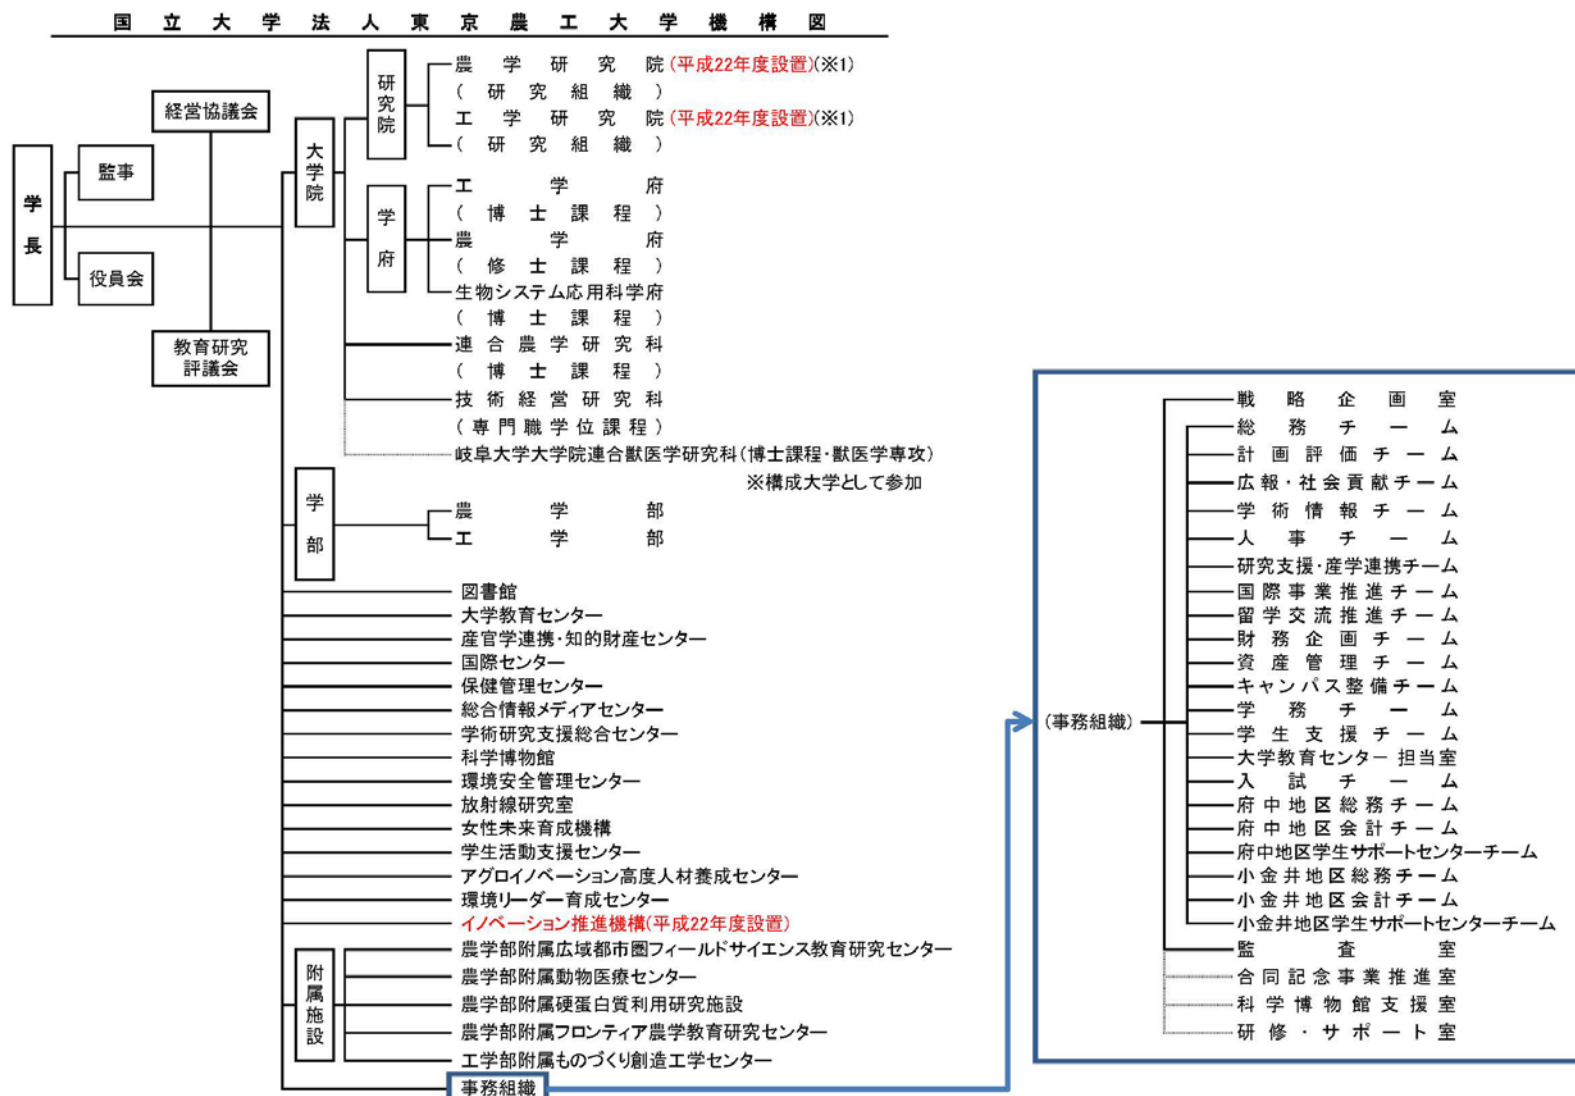 国立大学法人東京農工大学機構図
学長
監事
役員会
経営協議会
教育研究
評議会
大学院
研究院
農学研究院(平成22年度設置)(※1)
(研究組織)
工学研究院(平成22年度設置)(※1)
(研究組織)
学府
工学府
(博士課程)
農学府
(修士課程)
生物システム応用科学府
(博士課程)
連合農学研究科
(博士課程)
技術経営研究科
(専門職学位課程)
岐阜大学大学院連合獣医学研究科(博士課程・獣医学専攻)
※構成大学として参加
学部
農学部
工学部
図書館
大学教育センター
産官学連携・知的財産センター
国際センター
保健管理センター
総合情報メディアセンター
学術研究支援総合センター
科学博物館
環境安全管理センター
放射線研究室
女性未来育成機構
学生活動支援センター
アグロイノベーション高度人材養成センター
環境リーダー育成センター
イノベーション推進機構(平成22年度設置)
附属施設
農学部附属広域都市圏フィールドサイエンス教育研究センター
農学部附属動物医療センター
農学部附属硬蛋白質利用研究施設
農学部附属フロンティア農学教育研究センター
工学部附属ものづくり創造工学センター
事務組織
(事務組織)
戦略企画室
総務チーム
計画評価チーム
広報・社会貢献チーム
学術情報チーム
人事チーム
研究支援・産学連携チーム
国際事業推進チーム
留学交流推進チーム
財務企画チーム
資産管理チーム
キャンパス整備チーム
学務チーム
学生支援チーム
大学教育センター担当室
入試チーム
府中地区総務チーム
府中地区会計チーム
府中地区学生サポートセンターチーム
小金井地区総務チーム
小金井地区会計チーム
小金井地区学生サポートセンターチーム
監査室
合同記念事業推進室
科学博物館支援室
研修・サポート室